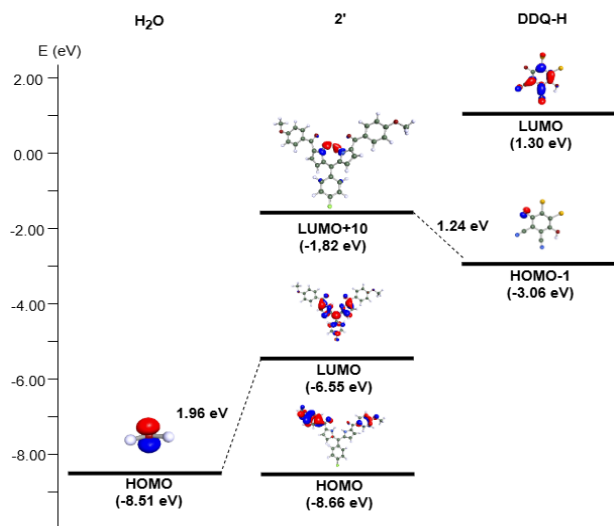 H₂O
2'
DDQ-H
E (eV)
2.00
0.00
-2.00
-4.00
-6.00
-8.00
LUMO
(1.30 eV)
LUMO+10
(-1,82 eV)
1.24 eV
HOMO-1
(-3.06 eV)
LUMO
(-6.55 eV)
1.96 eV
HOMO
(-8.51 eV)
HOMO
(-8.66 eV)